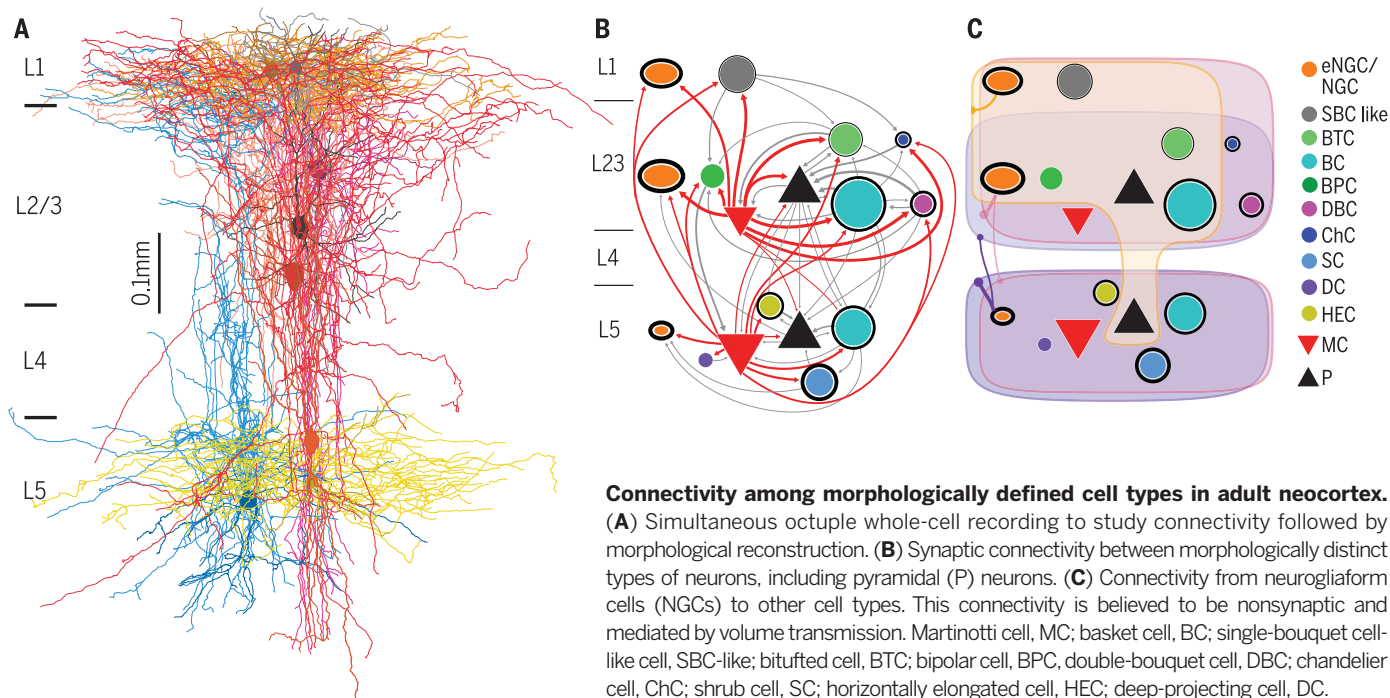 A
L1
L2/3
0.1mm
L4
L5
B
L1
L23
L4
L5
C
eNGC/
NGC
SBC like
BTC
BC
BPC
DBC
ChC
SC
DC
HEC
MC
P
Connectivity among morphologically defined cell types in adult neocortex.
(A) Simultaneous octuple whole-cell recording to study connectivity followed by
morphological reconstruction. (B) Synaptic connectivity between morphologically distinct
types of neurons, including pyramidal (P) neurons. (C) Connectivity from neurogliaform
cells (NGCs) to other cell types. This connectivity is believed to be nonsynaptic and
mediated by volume transmission. Martinotti cell, MC; basket cell, BC; single-bouquet cell-
like cell, SBC-like; bitufted cell, BTC; bipolar cell, BPC, double-bouquet cell, DBC; chandelier
cell, ChC; shrub cell, SC; horizontally elongated cell, HEC; deep-projecting cell, DC.